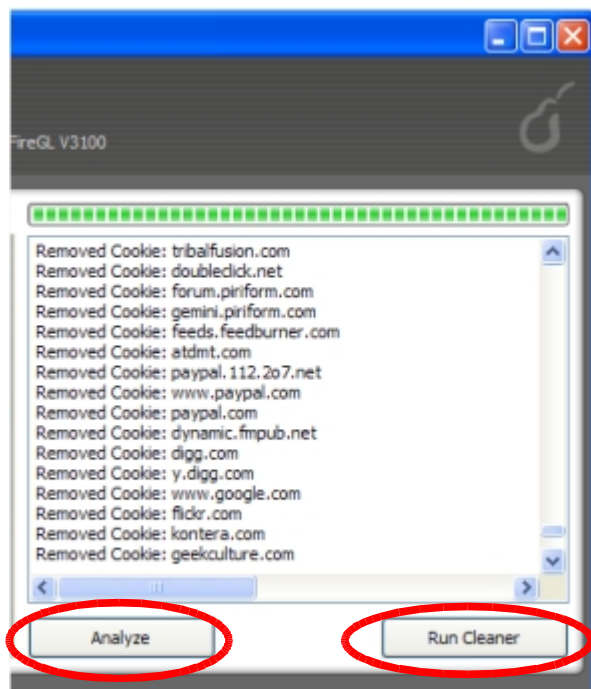 FireGL V3100
Removed Cookie: tribalfusion.com
Removed Cookie: doubleclick.net
Removed Cookie: forum.piriform.com
Removed Cookie: gemini.piriform.com
Removed Cookie: feeds.feedburner.com
Removed Cookie: atdmt.com
Removed Cookie: paypal.112.2o7.net
Removed Cookie: www.paypal.com
Removed Cookie: paypal.com
Removed Cookie: dynamic.fmpub.net
Removed Cookie: digg.com
Removed Cookie: y.digg.com
Removed Cookie: www.google.com
Removed Cookie: flickr.com
Removed Cookie: kontera.com
Removed Cookie: geekculture.com
Analyze
Run Cleaner